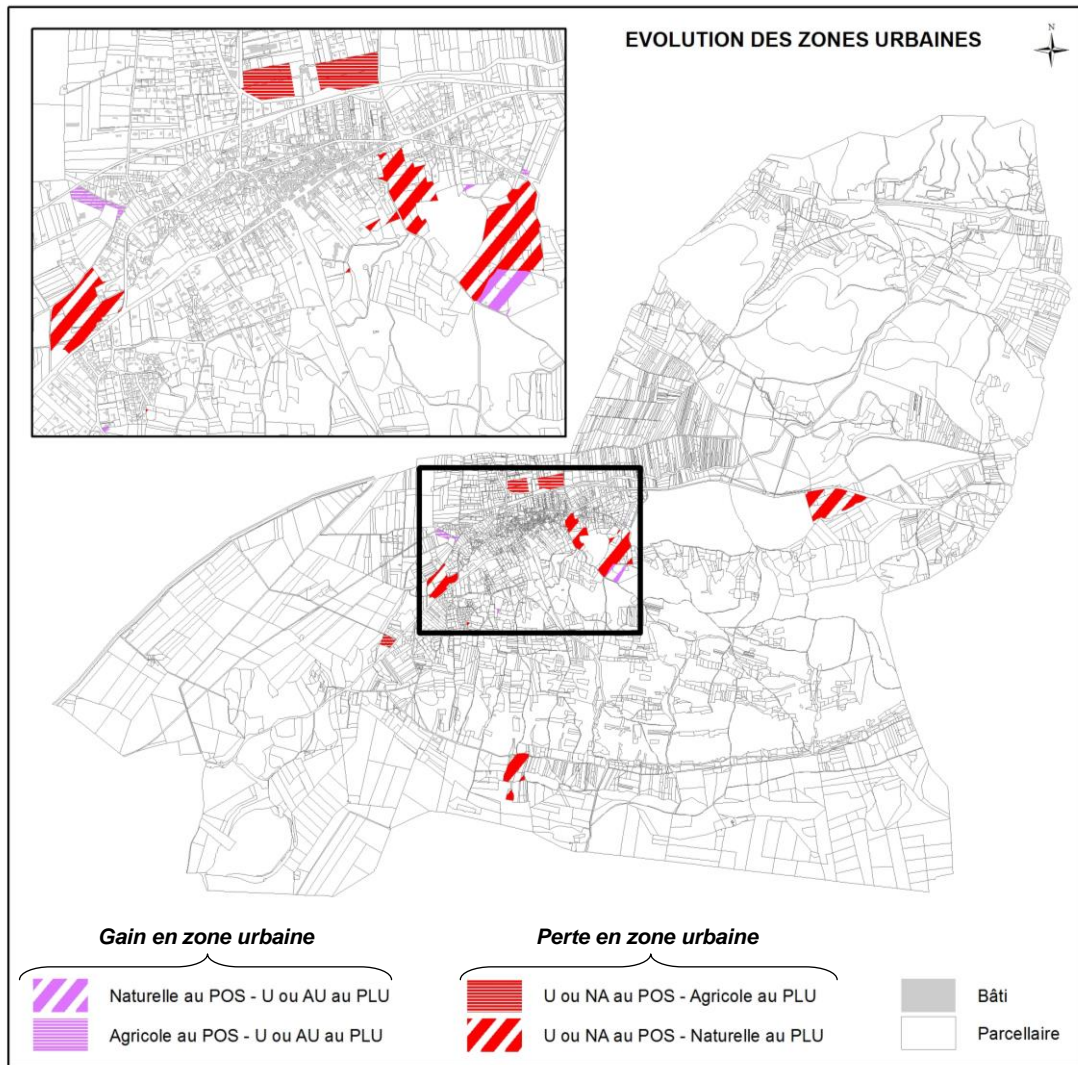 EVOLUTION DES ZONES URBAINES
N
Gain en zone urbaine
Perte en zone urbaine
Naturelle au POS - U ou AU au PLU
Agricole au POS - U ou AU au PLU
U ou NA au POS - Agricole au PLU
U ou NA au POS - Naturelle au PLU
Bâti
Parcellaire